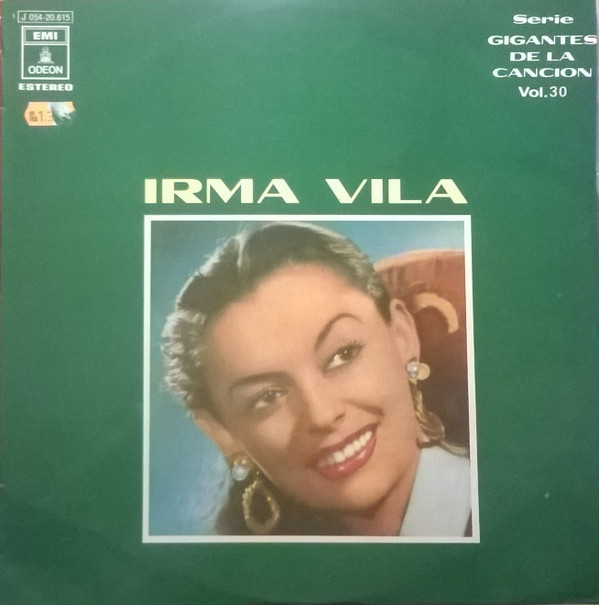 J 054-20.615
EMI
ODEON
ESTEREO
Serie
GIGANTES
DE LA
CANCION
Vol.30
IRMA VILA